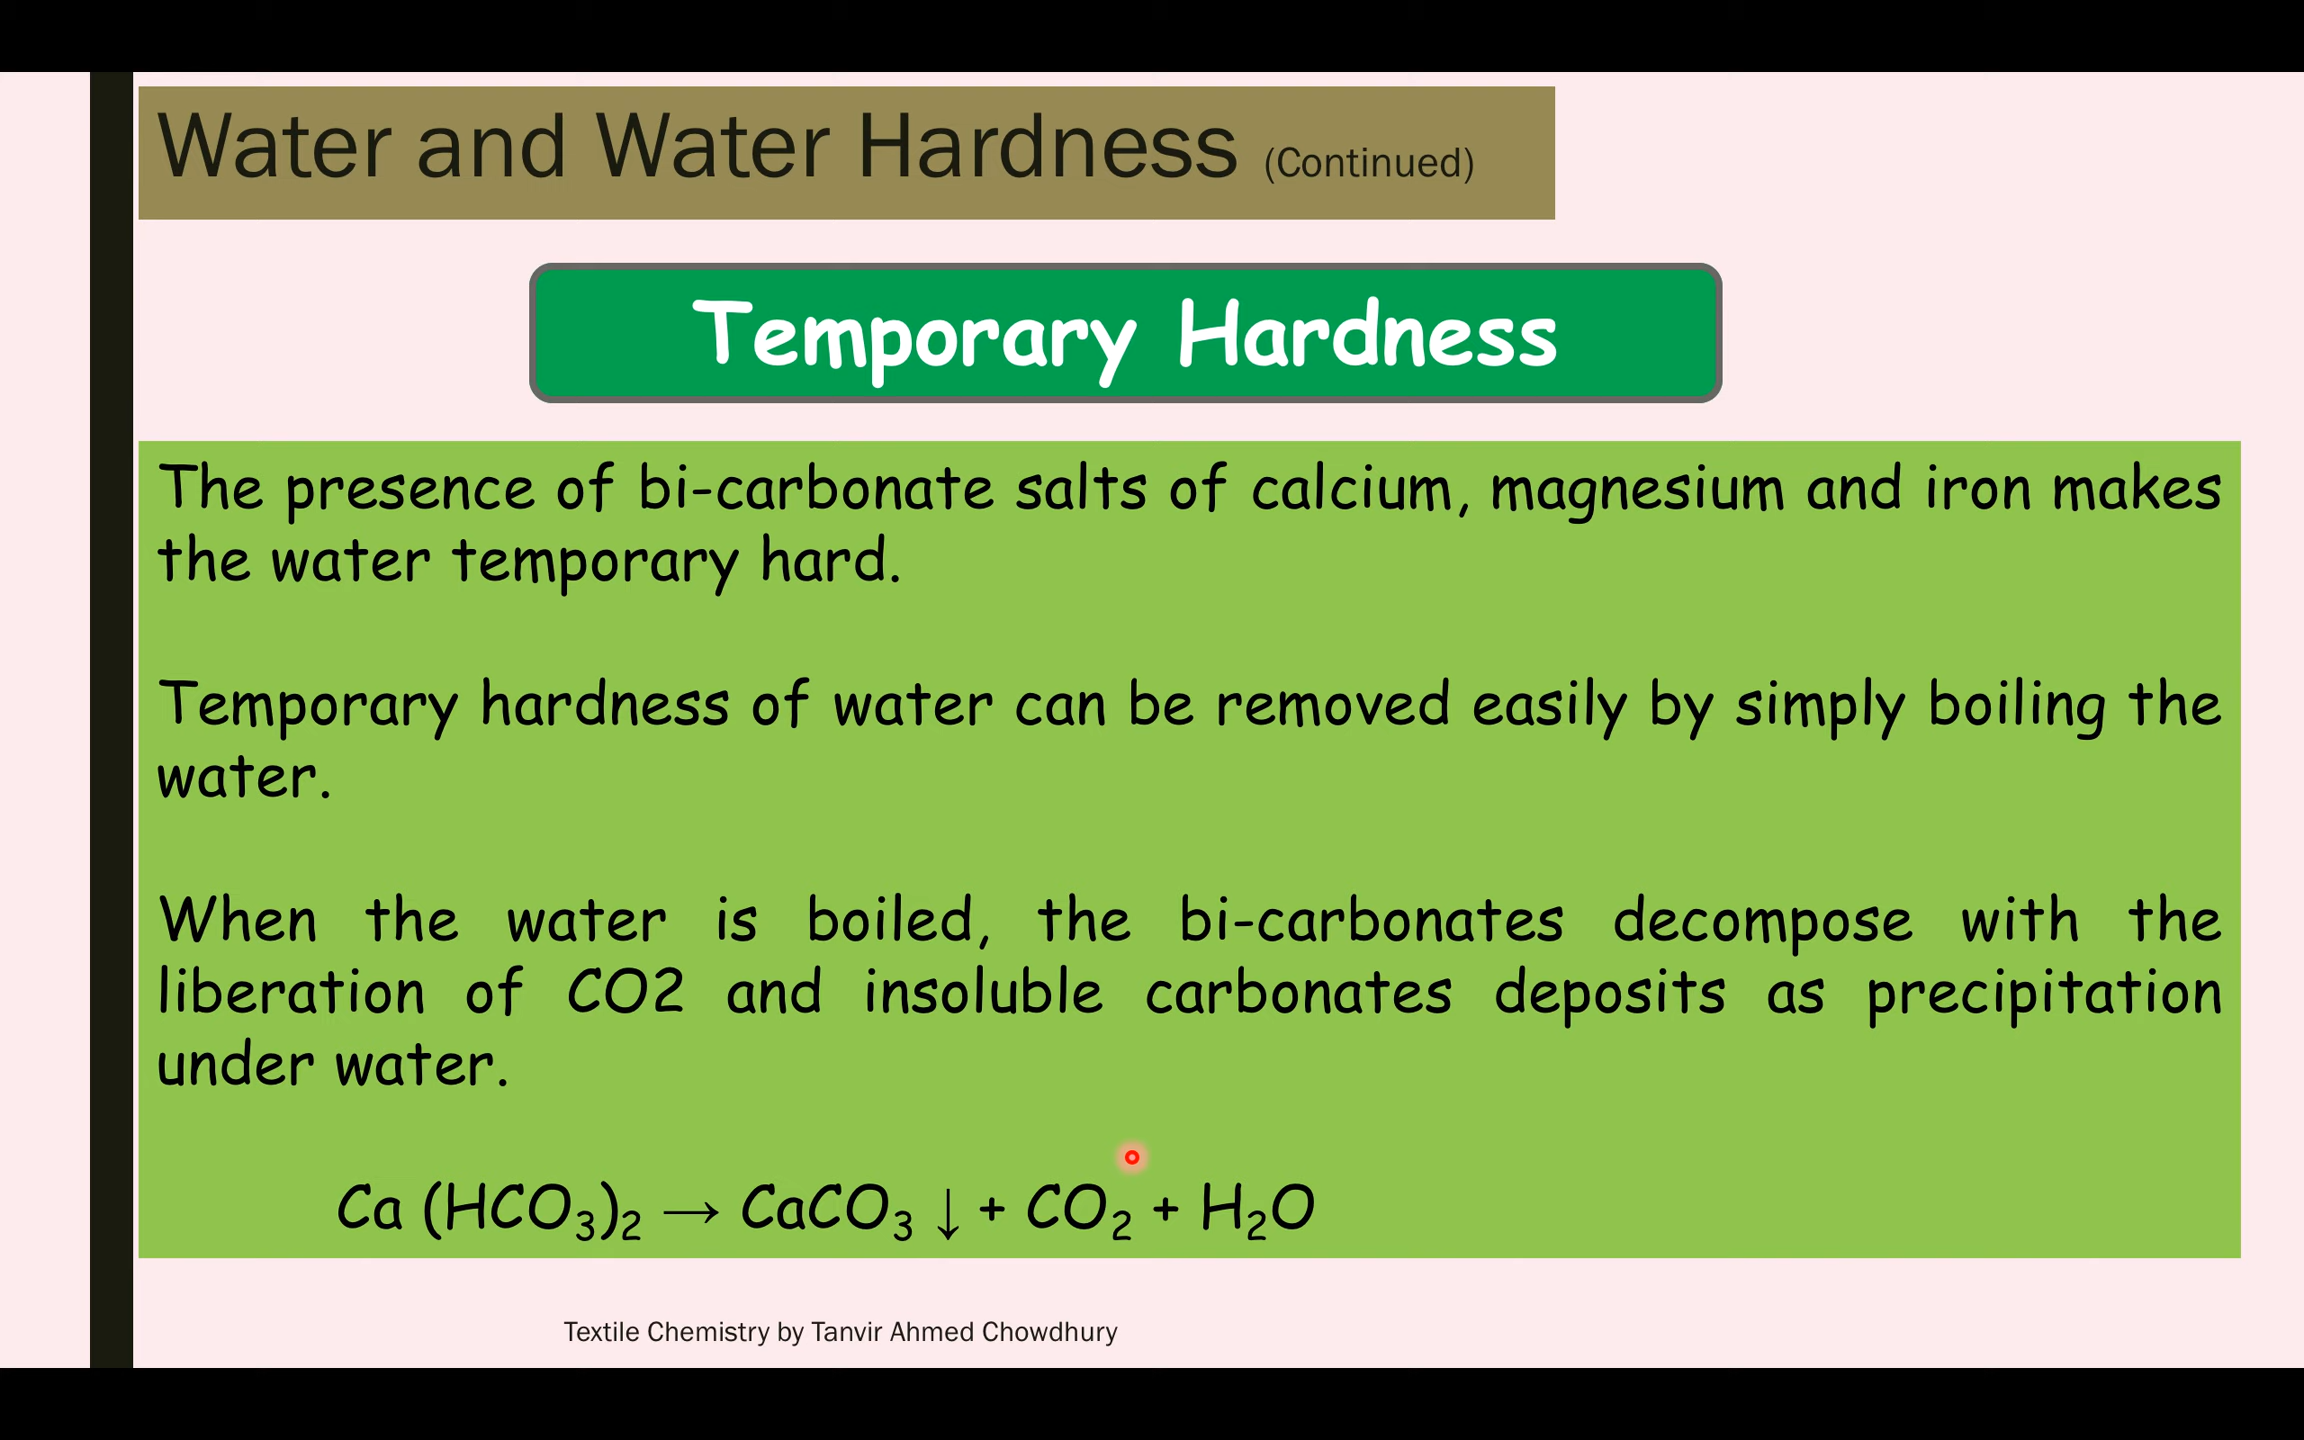 Water and Water Hardness (Continued)
Temporary Hardness
The presence of bi-carbonate salts of calcium, magnesium and iron makes
the water temporary hard.
Temporary hardness of water can be removed easily by simply boiling the
water.
When the water is boiled, the bi-carbonates decompose with the
liberation of CO2 and insoluble carbonates deposits as precipitation
under water.
Ca (HCO₃)₂ → CaCO₃ ↓ + CO₂ + H₂O
Textile Chemistry by Tanvir Ahmed Chowdhury